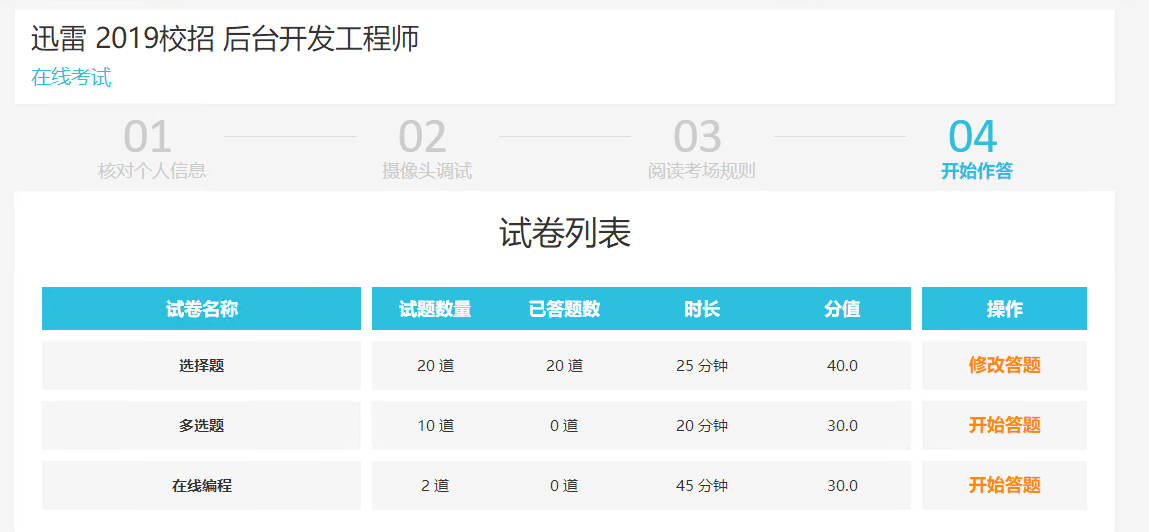 迅雷 2019校招 后台开发工程师
在线考试
01 02 03 04
核对个人信息 摄像头调试 阅读考场规则 开始作答
试卷列表
试卷名称 试题数量 已答题数 时长 分值 操作
选择题 20 道 20 道 25 分钟 40.0 修改答题
多选题 10 道 0 道 20 分钟 30.0 开始答题
在线编程 2 道 0 道 45 分钟 30.0 开始答题